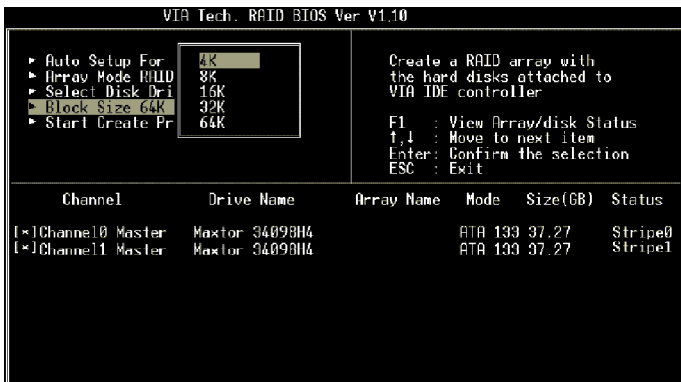 VIA Tech. RAID BIOS Ver V1.10
► Auto Setup For
► Array Mode RAID
► Select Disk Dri
► Block Size 64K
► Start Create Pr
4K
8K
16K
32K
64K
Create a RAID array with
the hard disks attached to
VIA IDE controller
F1 : View Array/disk Status
↑,↓ : Move to next item
Enter: Confirm the selection
ESC : Exit
Channel Drive Name Array Name Mode Size(GB) Status
[*]Channel0 Master Maxtor 34098H4 ATA 133 37.27 Stripe0
[*]Channel1 Master Maxtor 34098H4 ATA 133 37.27 Stripe1